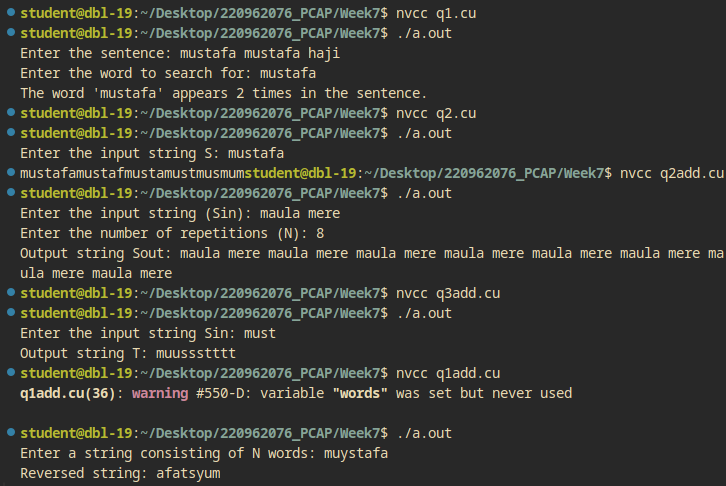 student@dbl-19:~/Desktop/220962076_PCAP/Week7$ nvcc q1.cu
student@dbl-19:~/Desktop/220962076_PCAP/Week7$ ./a.out
Enter the sentence: mustafa mustafa haji
Enter the word to search for: mustafa
The word 'mustafa' appears 2 times in the sentence.
student@dbl-19:~/Desktop/220962076_PCAP/Week7$ nvcc q2.cu
student@dbl-19:~/Desktop/220962076_PCAP/Week7$ ./a.out
Enter the input string S: mustafa
mustafamustafmustamustmusmumstudent@dbl-19:~/Desktop/220962076_PCAP/Week7$ nvcc q2add.cu
student@dbl-19:~/Desktop/220962076_PCAP/Week7$ ./a.out
Enter the input string (Sin): maula mere
Enter the number of repetitions (N): 8
Output string Sout: maula mere maula mere maula mere maula mere maula mere maula mere ma
ula mere maula mere
student@dbl-19:~/Desktop/220962076_PCAP/Week7$ nvcc q3add.cu
student@dbl-19:~/Desktop/220962076_PCAP/Week7$ ./a.out
Enter the input string Sin: must
Output string T: muussstttt
student@dbl-19:~/Desktop/220962076_PCAP/Week7$ nvcc q1add.cu
q1add.cu(36): warning #550-D: variable "words" was set but never used
student@dbl-19:~/Desktop/220962076_PCAP/Week7$ ./a.out
Enter a string consisting of N words: muystafa
Reversed string: afatsyum